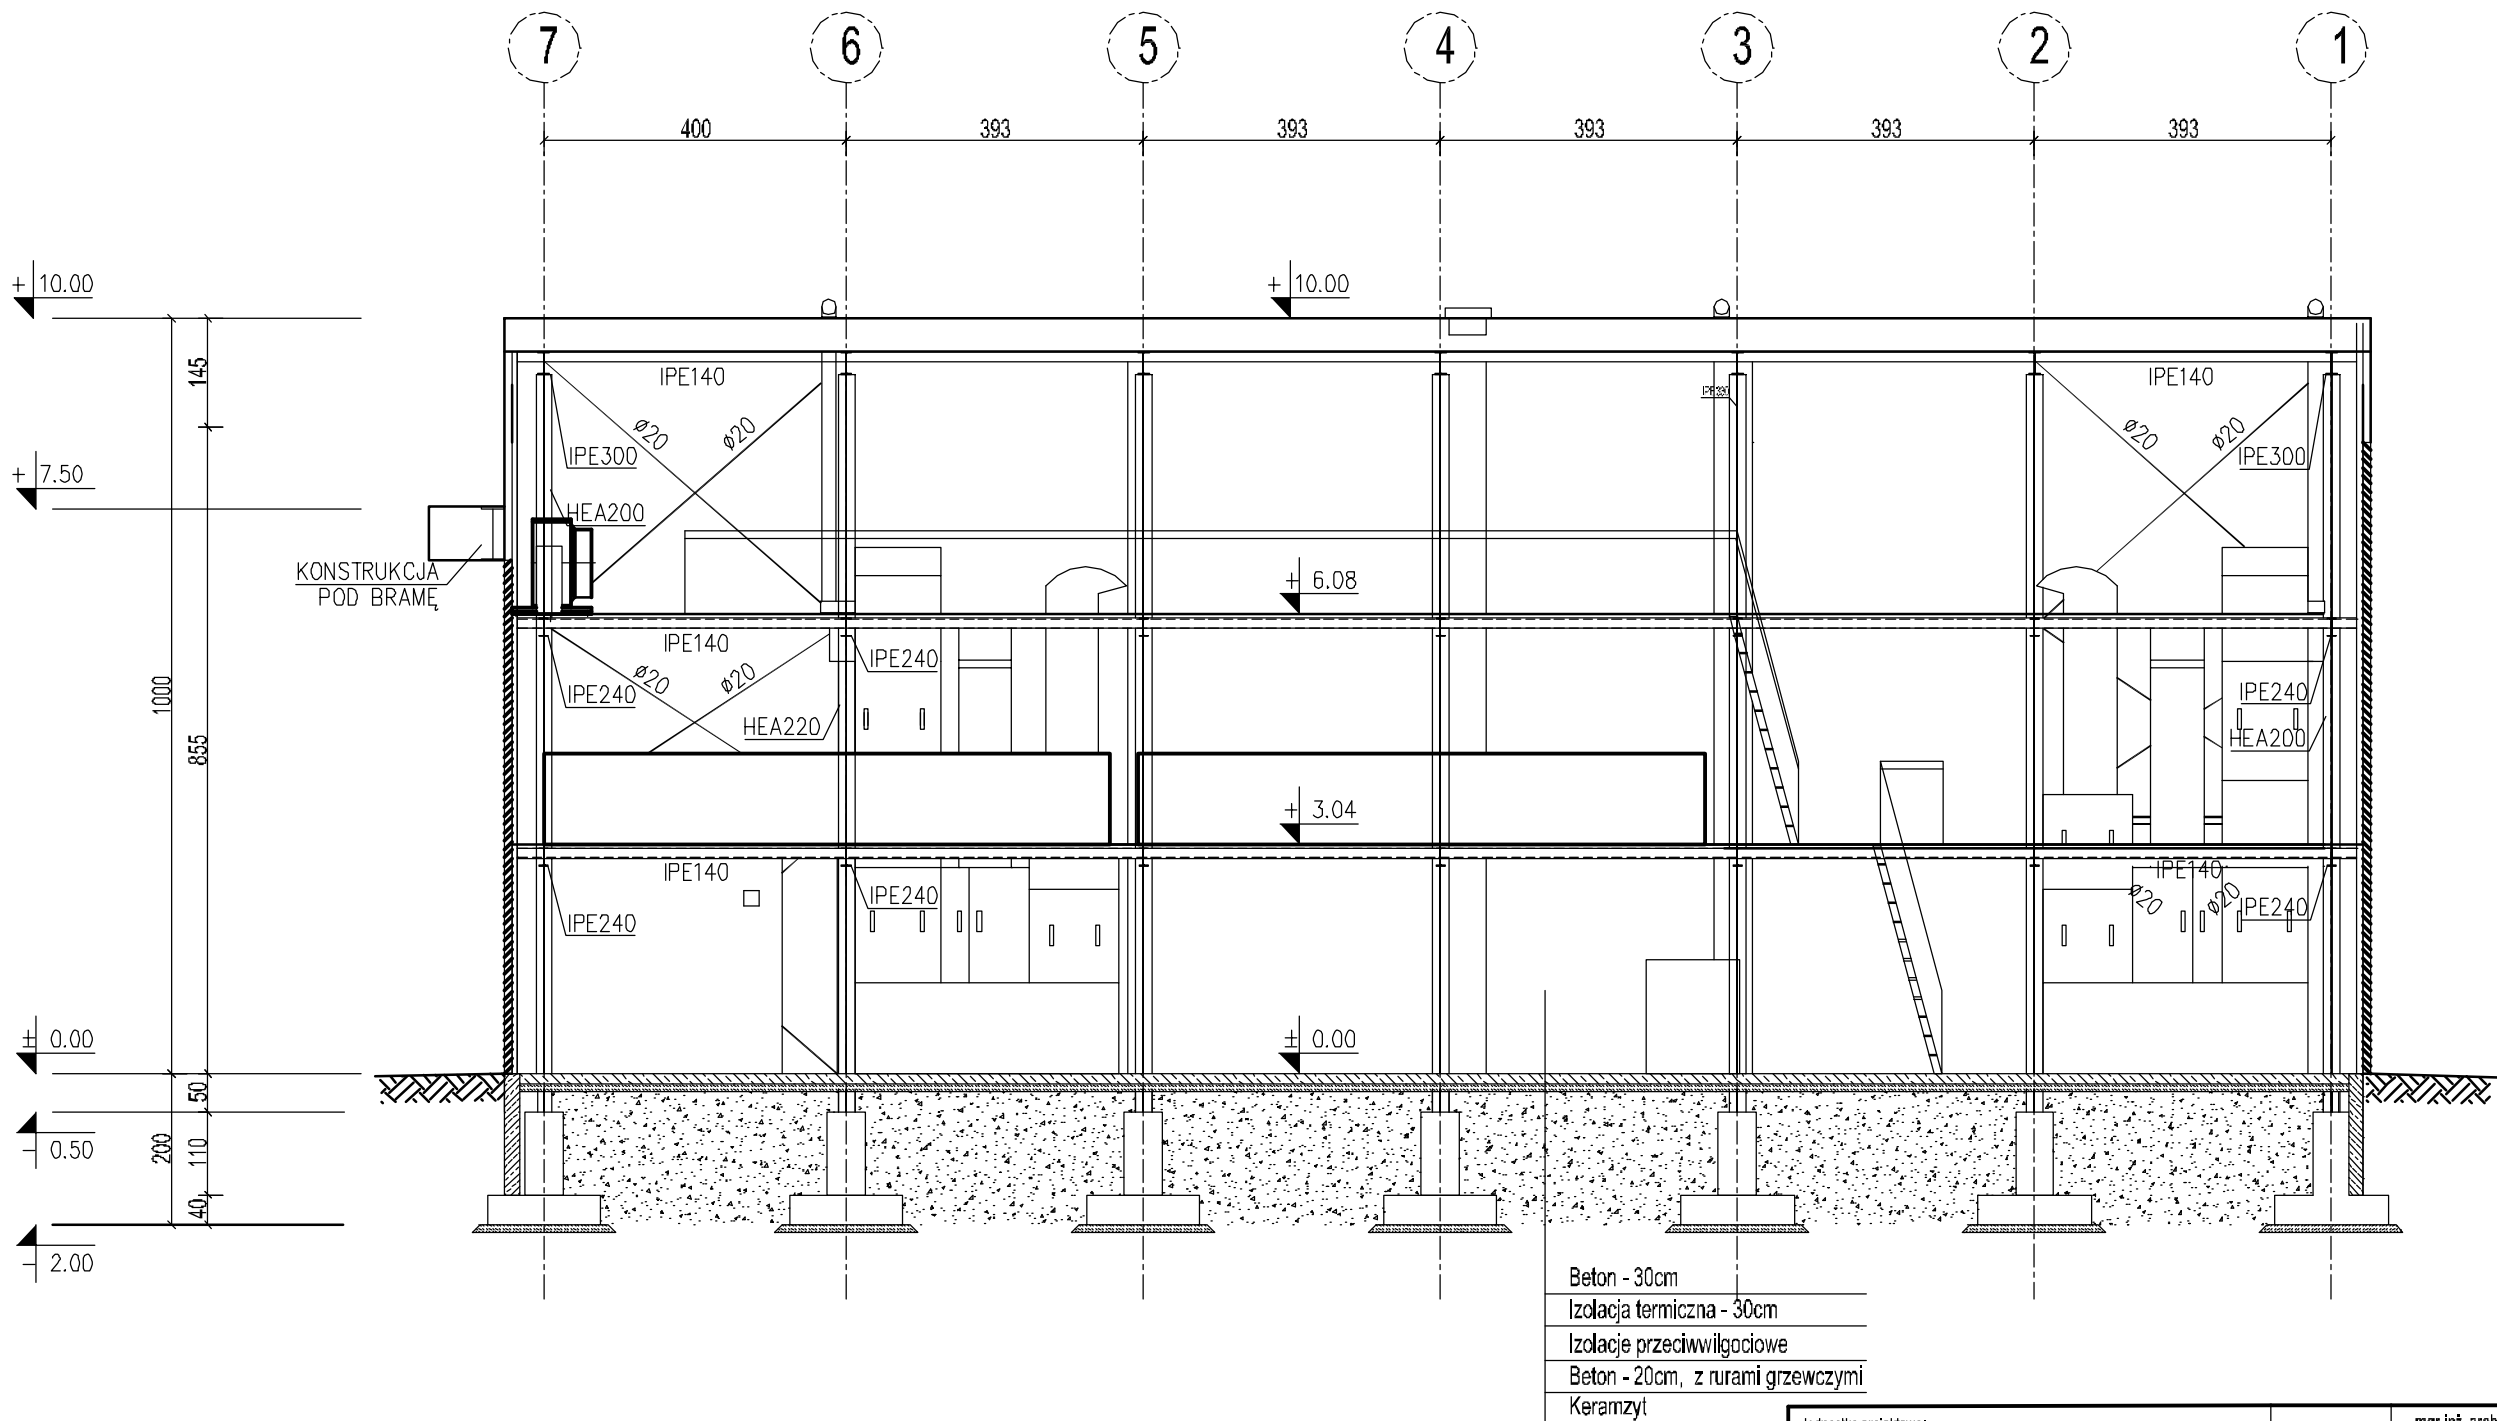 7 6 5 4 3 2 1
400 393 393 393 393 393
+ 10.00
+ 10.00
145
IPE140
IPE140
Ø20 Ø20
Ø20 Ø20
IPE300
IPE300
+ 7.50
HEA200
KONSTRUKCJA
POD BRAMĘ
+ 6.08
IPE140
IPE240
Ø20 Ø20
IPE240
IPE240
1000
HEA220
HEA200
855
+ 3.04
IPE140
IPE140
IPE240
Ø20 Ø20
IPE240
IPE240
± 0.00
± 0.00
50
- 0.50
200
110
40
- 2.00
Beton - 30cm
Izolacja termiczna - 30cm
Izolacje przeciwwilgociowe
Beton - 20cm, z rurami grzewczymi
Keramzyt